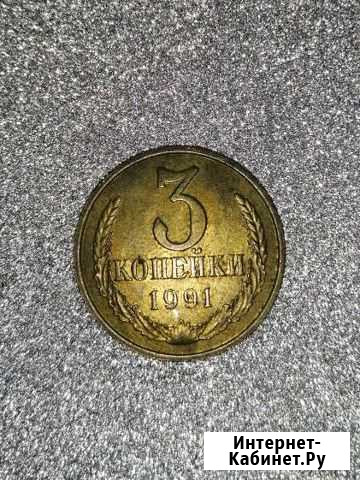 3
КОПЕЙКИ
1991
Интернет-
Кабинет.Ру